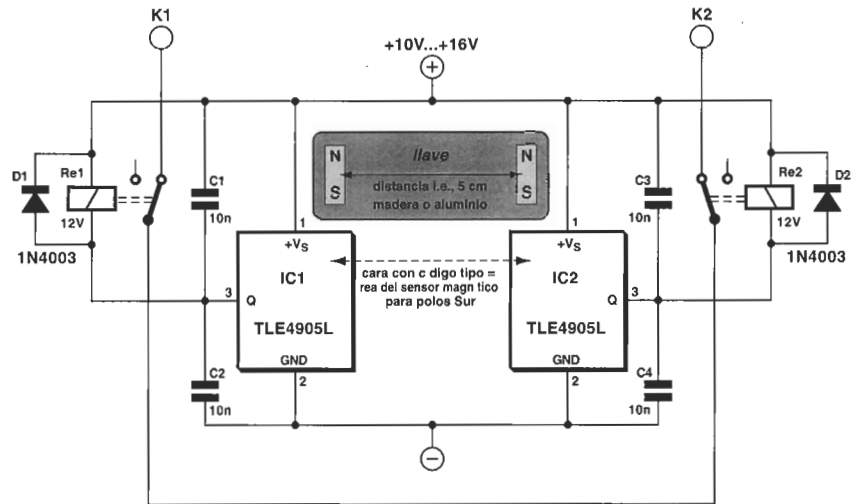 K1
K2
+10V...+16V
+
N
S
llave
distancia i.e., 5 cm
madera o aluminio
N
S
D1
1N4003
Re1
12V
C1
10n
C3
10n
Re2
12V
D2
1N4003
1
+VS
IC1
3
Q
TLE4905L
GND
2
cara con c digo tipo =
rea del sensor magn tico
para polos Sur
1
+VS
IC2
Q
3
TLE4905L
GND
2
C2
10n
C4
10n
−